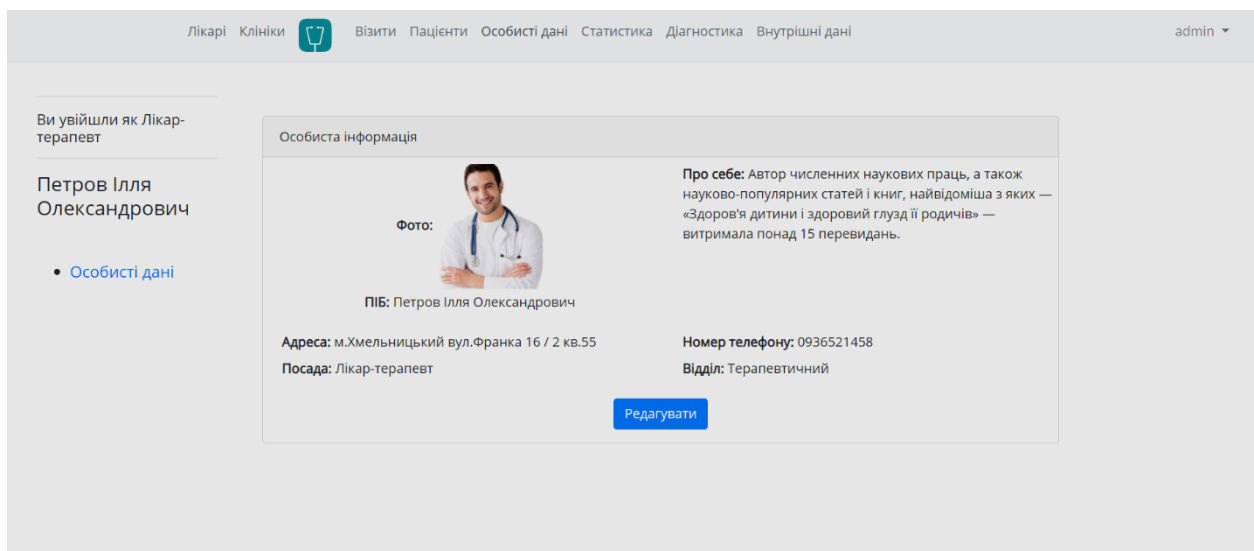 Лікарі Клініки Візити Пацієнти Особисті дані Статистика Діагностика Внутрішні дані admin
Ви увійшли як Лікар-
терапевт
Петров Ілля
Олександрович
Особисті дані
Особиста інформація
Фото:
ПІБ: Петров Ілля Олександрович
Про себе: Автор численних наукових праць, а також
науково-популярних статей і книг, найвідоміша з яких —
«Здоров'я дитини і здоровий глузд її родичів» —
витримала понад 15 перевидань.
Адреса: м.Хмельницький вул.Франка 16 / 2 кв.55
Номер телефону: 0936521458
Посада: Лікар-терапевт
Відділ: Терапевтичний
Редагувати